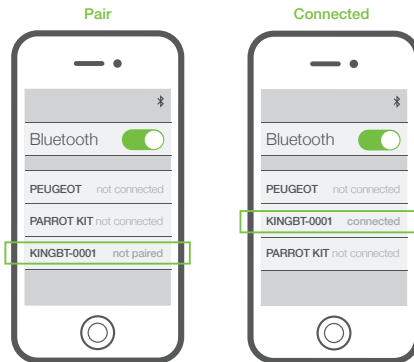 Pair
Bluetooth
PEUGEOT not connected
PARROT KIT not connected
KINGBT-0001 not paired
Connected
Bluetooth
PEUGEOT not connected
KINGBT-0001 connected
PARROT KIT not connected